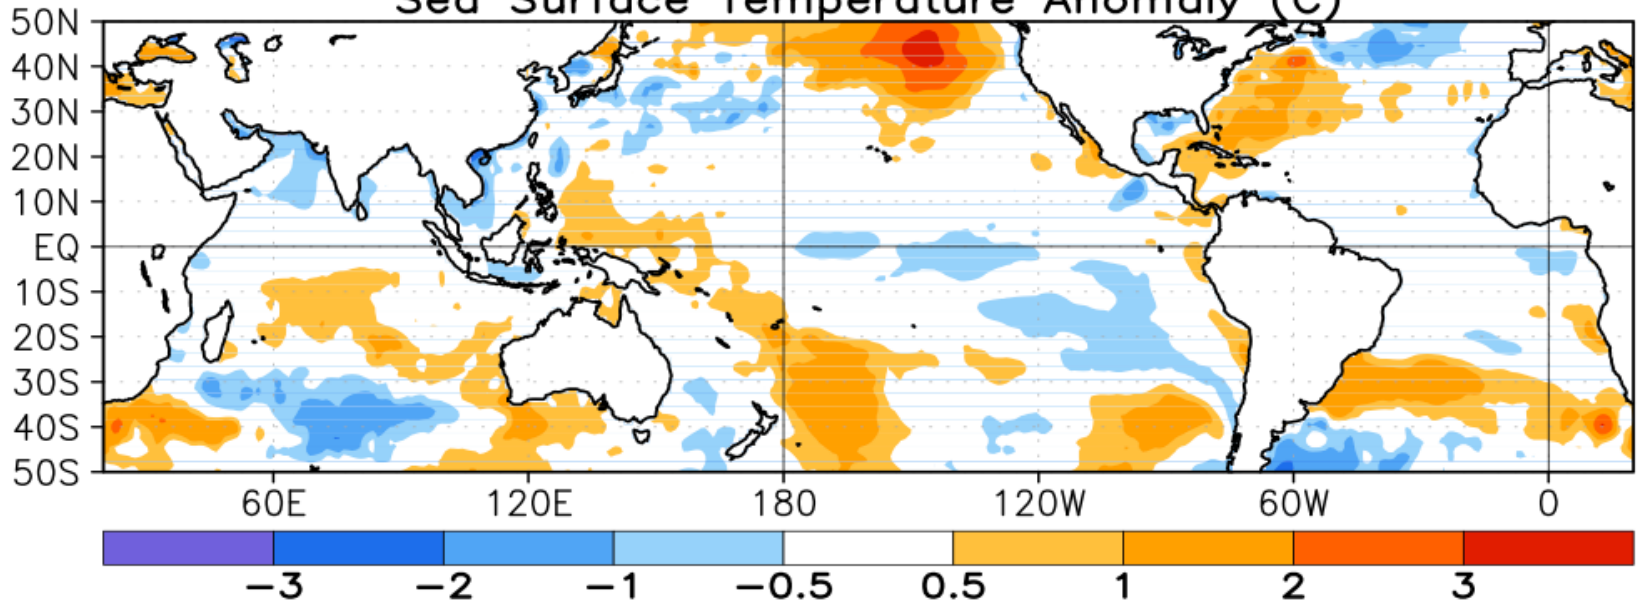 Sea Surface Temperature Anomaly (C)
50N
40N
30N
20N
10N
EQ
10S
20S
30S
40S
50S
60E 120E 180 120W 60W 0
−3 −2 −1 −0.5 0.5 1 2 3